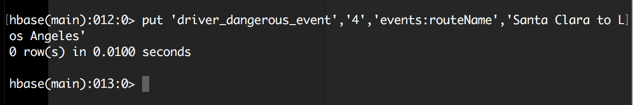 [hbase(main):012:0> put 'driver_dangerous_event','4','events:routeName','Santa Clara to L]
os Angeles'
0 row(s) in 0.0100 seconds
hbase(main):013:0>